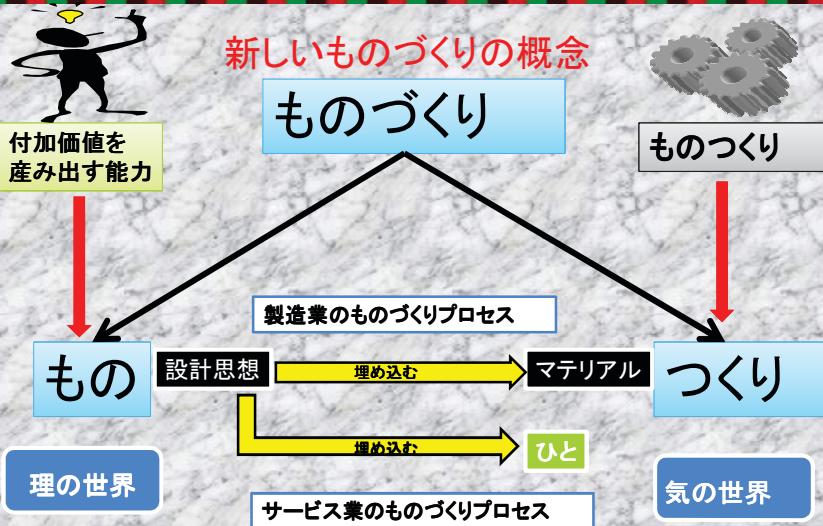 新しいものづくりの概念
ものづくり
付加価値を
産み出す能力
ものつくり
製造業のものづくりプロセス
もの
設計思想
埋め込む
マテリアル
つくり
埋め込む
ひと
理の世界
気の世界
サービス業のものづくりプロセス